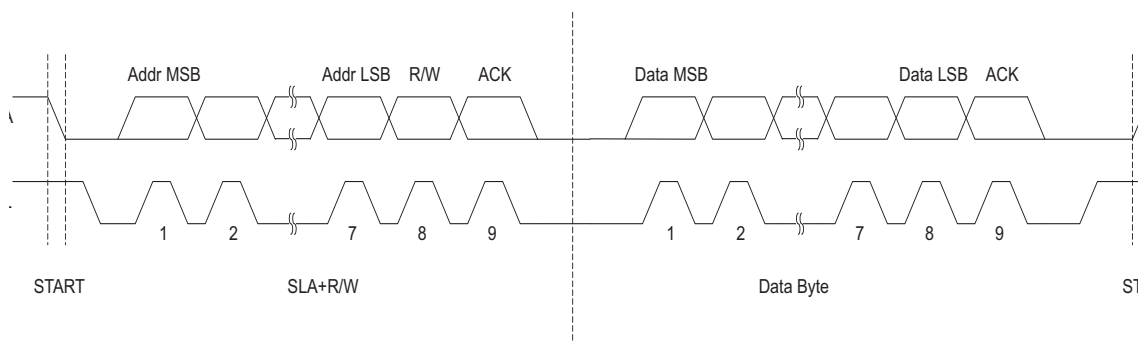 Addr MSB Addr LSB R/W ACK Data MSB Data LSB ACK
1 2 7 8 9 1 2 7 8 9
START SLA+R/W Data Byte ST